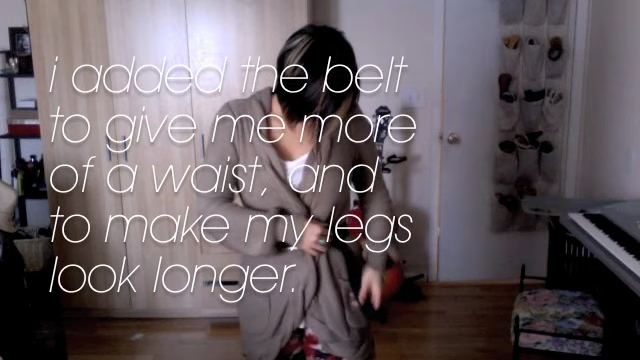 i added the belt
to give me more
of a waist, and
to make my legs
look longer.